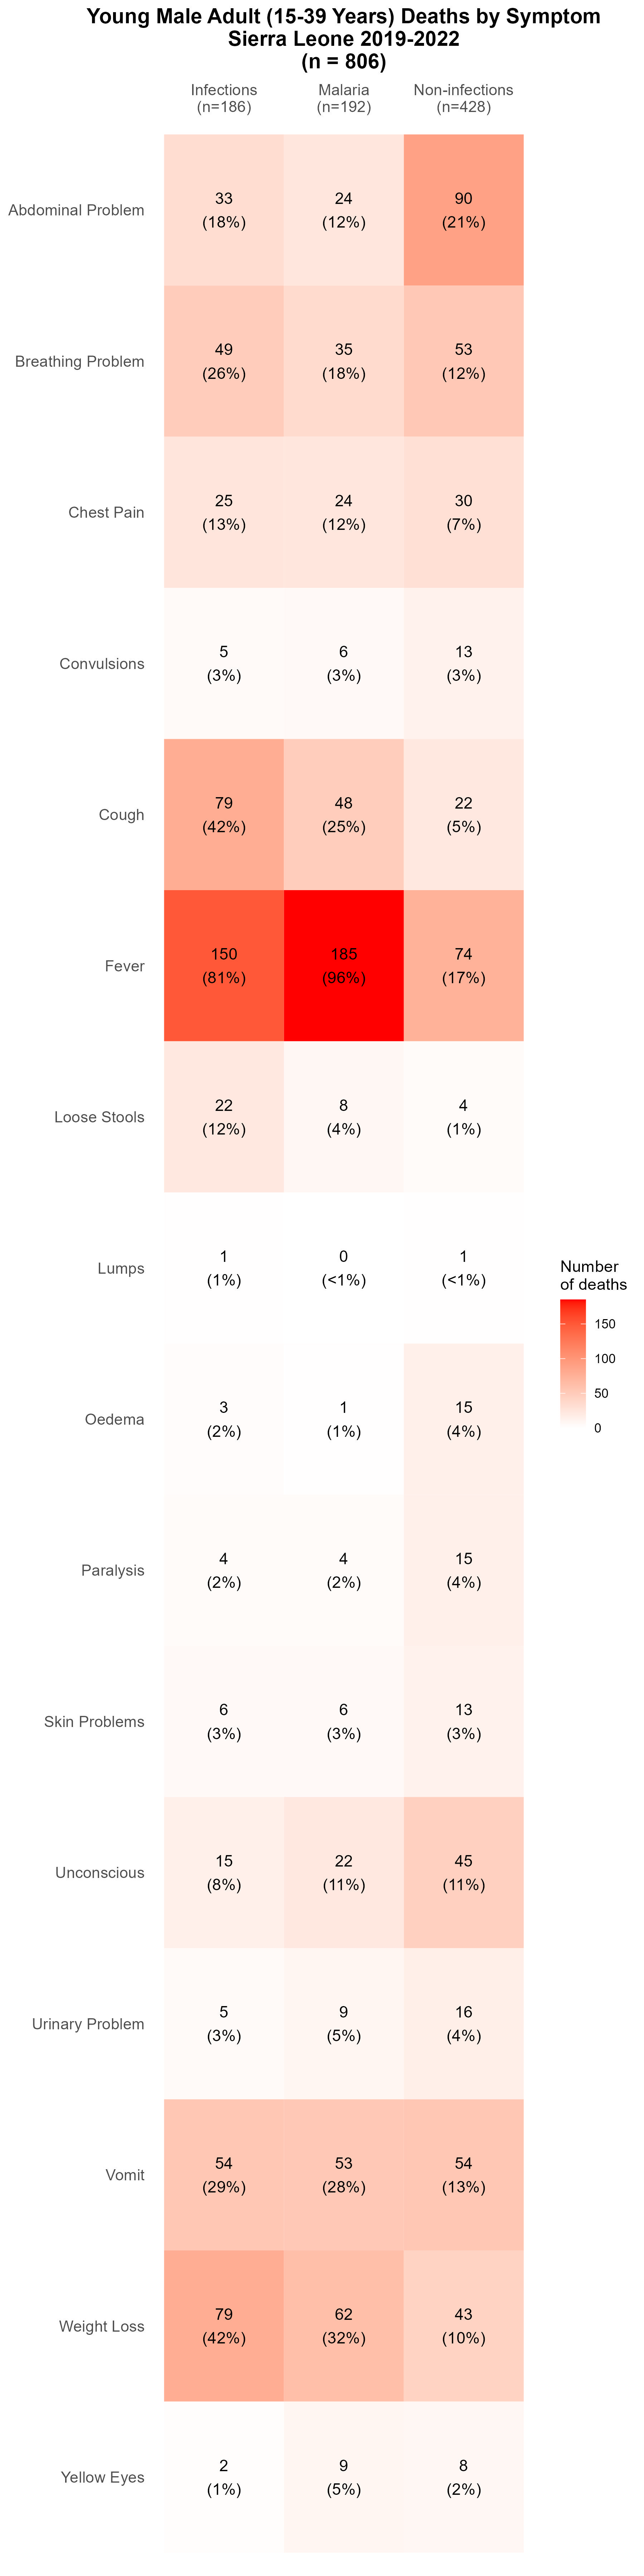 Young Male Adult (15-39 Years) Deaths by Symptom
Sierra Leone 2019-2022
(n = 806)
Infections Malaria Non-infections
(n=186) (n=192) (n=428)
Abdominal Problem
33 24 90
(18%) (12%) (21%)
Breathing Problem
49 35 53
(26%) (18%) (12%)
Chest Pain
25 24 30
(13%) (12%) (7%)
Convulsions
5 6 13
(3%) (3%) (3%)
Cough
79 48 22
(42%) (25%) (5%)
Fever
150 185 74
(81%) (96%) (17%)
Loose Stools
22 8 4
(12%) (4%) (1%)
Lumps
1 0 1
(1%) (<1%) (<1%)
Oedema
3 1 15
(2%) (1%) (4%)
Paralysis
4 4 15
(2%) (2%) (4%)
Skin Problems
6 6 13
(3%) (3%) (3%)
Unconscious
15 22 45
(8%) (11%) (11%)
Urinary Problem
5 9 16
(3%) (5%) (4%)
Vomit
54 53 54
(29%) (28%) (13%)
Weight Loss
79 62 43
(42%) (32%) (10%)
Yellow Eyes
2 9 8
(1%) (5%) (2%)
Number
of deaths
150
100
50
0